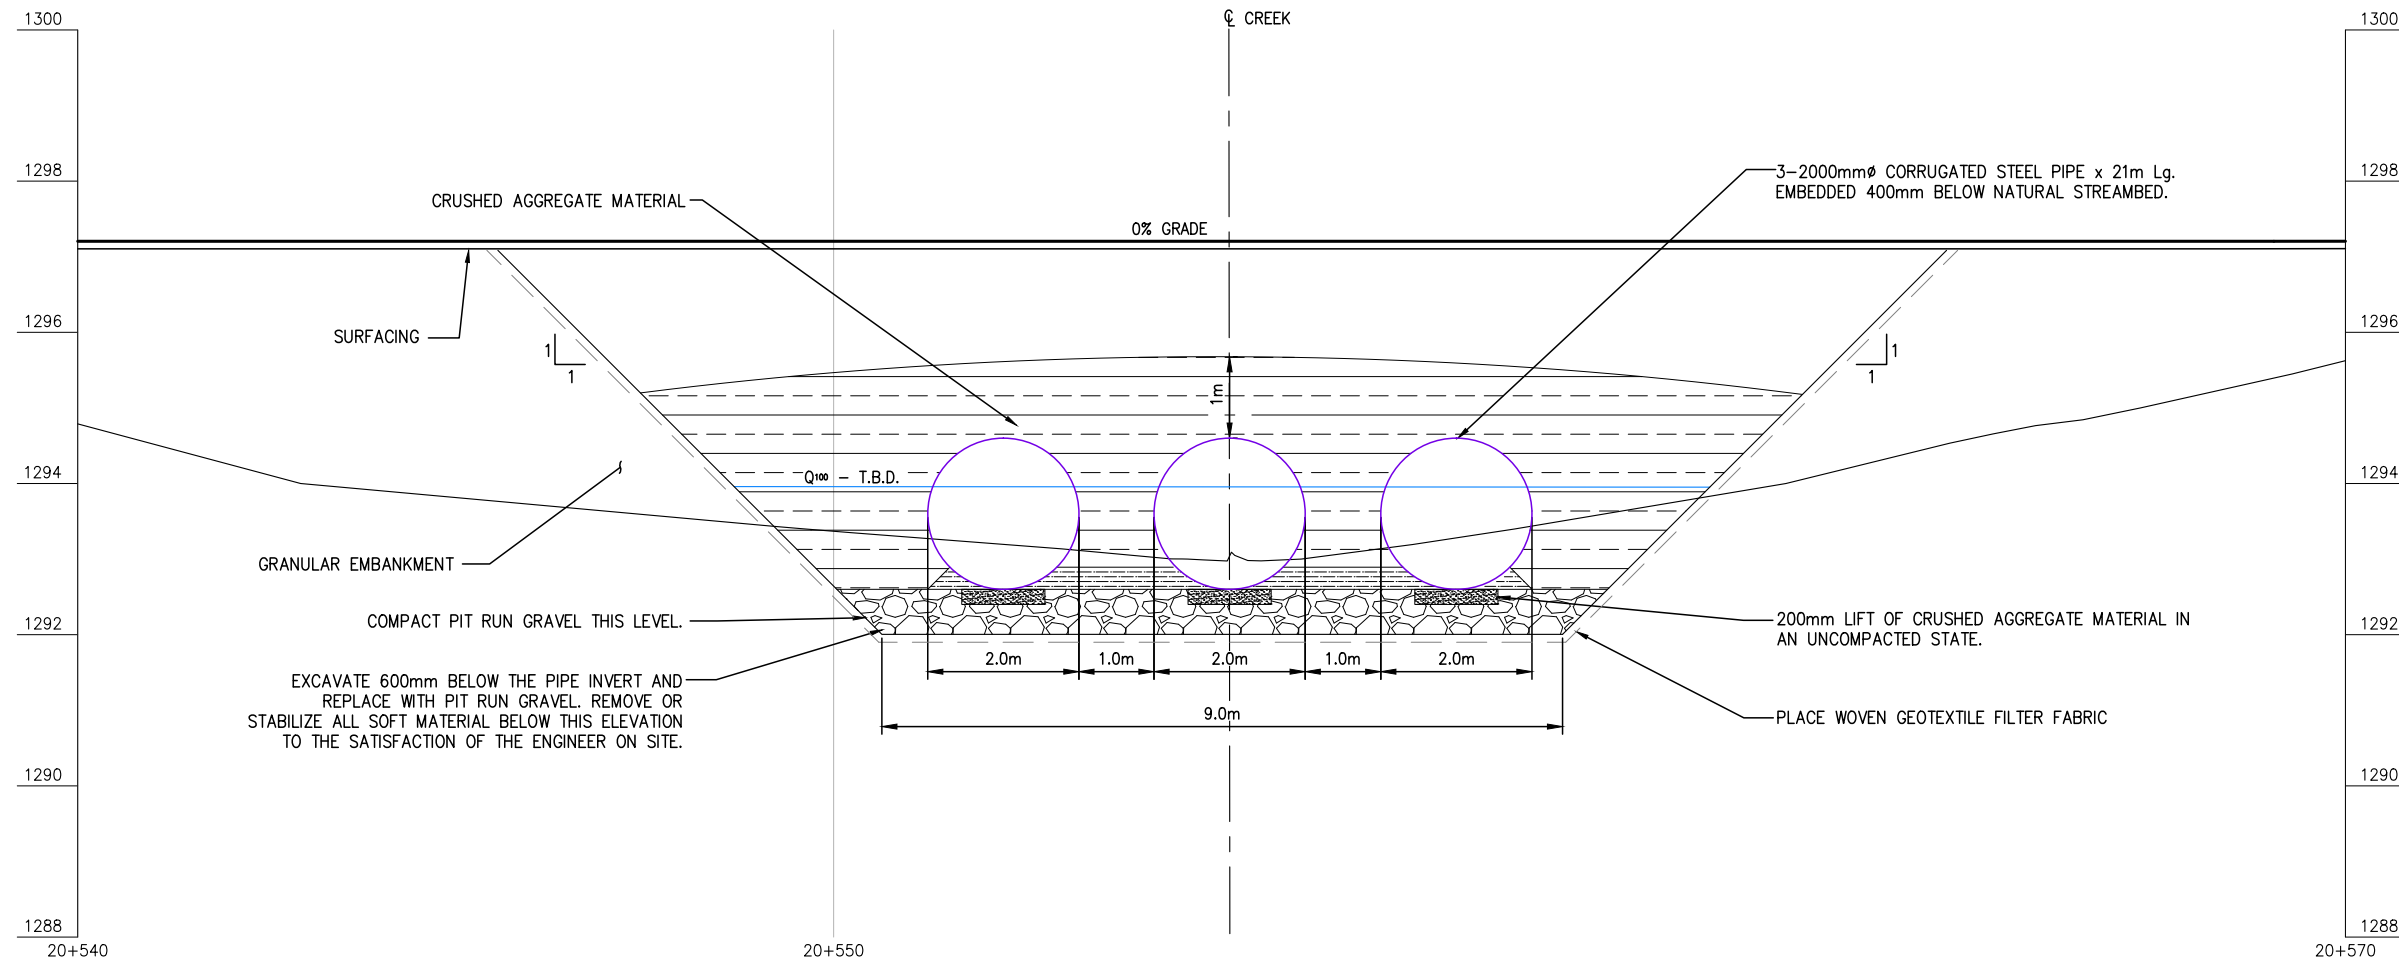 ℄ CREEK
1300
1300
1298
1298
3-2000mmø CORRUGATED STEEL PIPE x 21m Lg.
EMBEDDED 400mm BELOW NATURAL STREAMBED.
CRUSHED AGGREGATE MATERIAL
0% GRADE
1296
1296
SURFACING
1
1
1
1
1m
1294
1294
Q100 - T.B.D.
GRANULAR EMBANKMENT
COMPACT PIT RUN GRAVEL THIS LEVEL.
200mm LIFT OF CRUSHED AGGREGATE MATERIAL IN
AN UNCOMPACTED STATE.
1292
1292
2.0m
1.0m
2.0m
1.0m
2.0m
EXCAVATE 600mm BELOW THE PIPE INVERT AND
REPLACE WITH PIT RUN GRAVEL. REMOVE OR
STABILIZE ALL SOFT MATERIAL BELOW THIS ELEVATION
TO THE SATISFACTION OF THE ENGINEER ON SITE.
9.0m
PLACE WOVEN GEOTEXTILE FILTER FABRIC
1290
1290
1288
1288
20+540
20+550
20+570